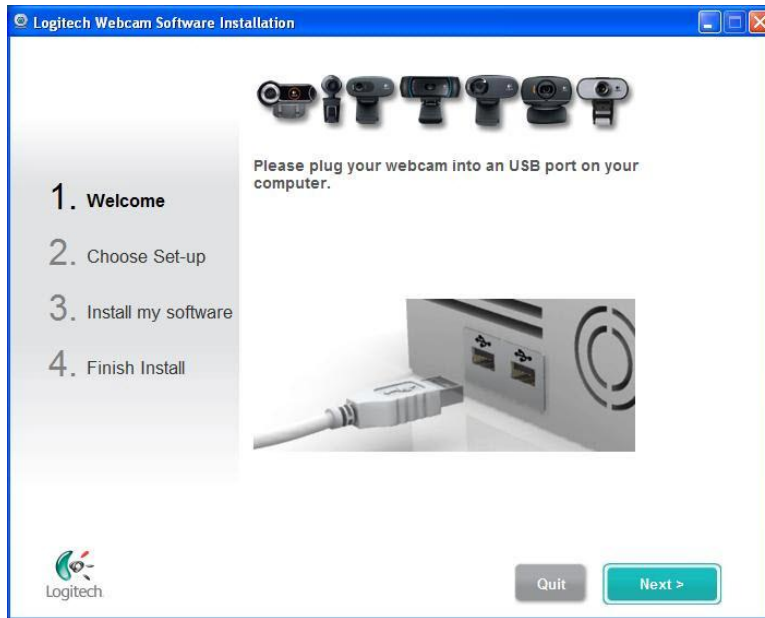 Logitech Webcam Software Installation
Please plug your webcam into an USB port on your
computer.
1. Welcome
2. Choose Set-up
3. Install my software
4. Finish Install
Logitech
Quit
Next >